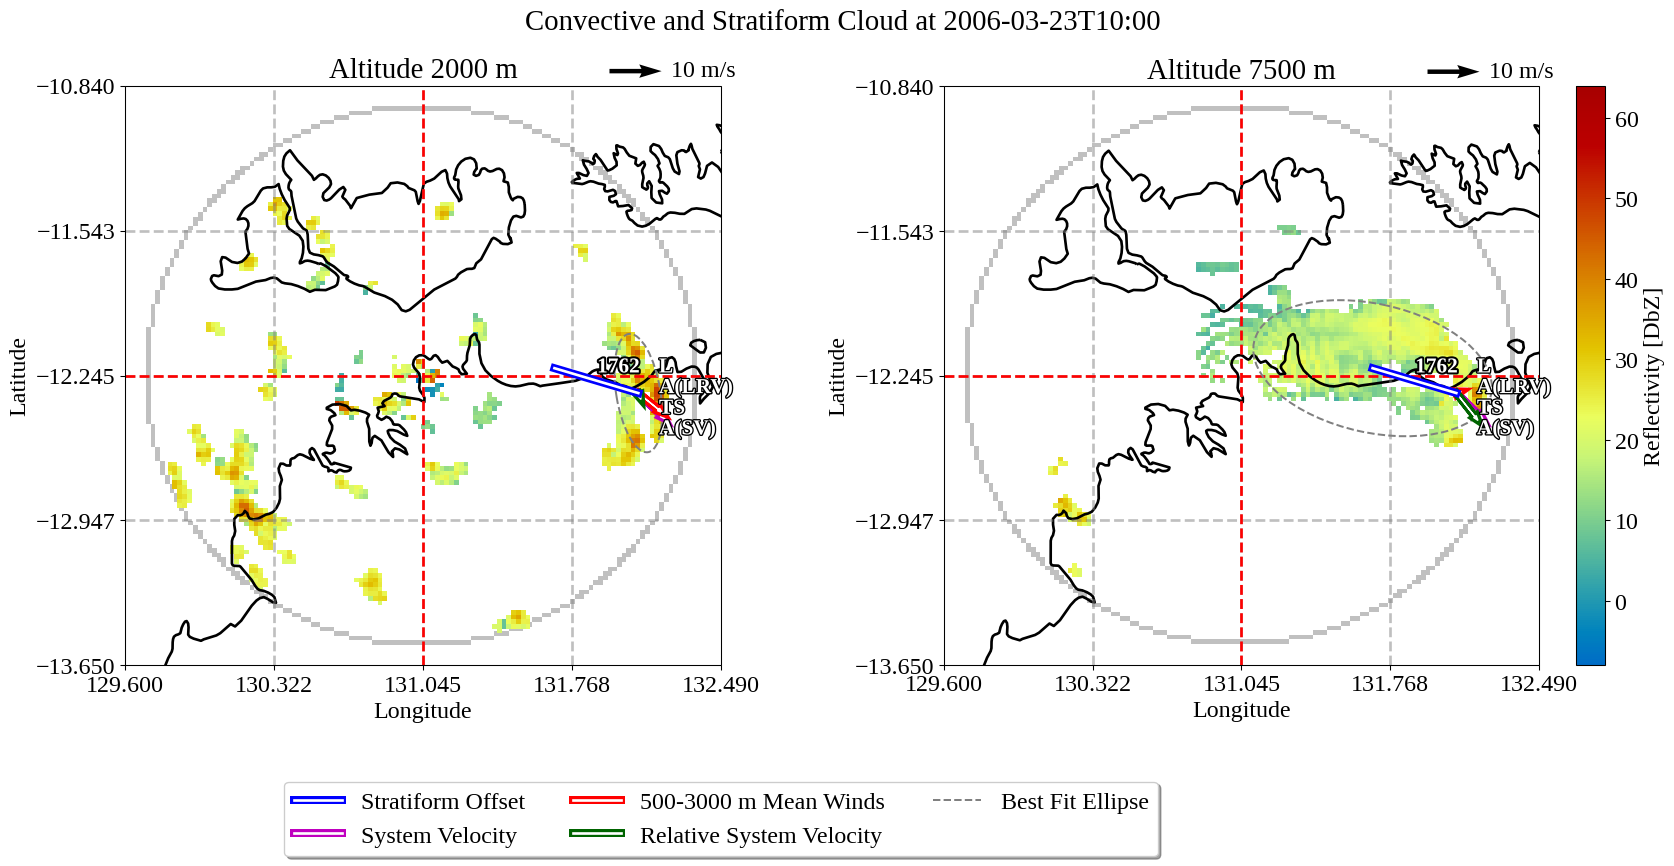 Convective and Stratiform Cloud at 2006-03-23T10:00
Altitude 2000 m
10 m/s
−10.840
−11.543
−12.245
−12.947
−13.650
Latitude
129.600
130.322
131.045
131.768
132.490
Longitude
1762
L
A(LRV)
TS
A(SV)
Altitude 7500 m
10 m/s
−10.840
−11.543
−12.245
−12.947
−13.650
Latitude
129.600
130.322
131.045
131.768
132.490
Longitude
1762
L
A(LRV)
TS
A(SV)
60
50
40
30
20
10
0
Reflectivity [DbZ]
Stratiform Offset
System Velocity
500-3000 m Mean Winds
Relative System Velocity
Best Fit Ellipse